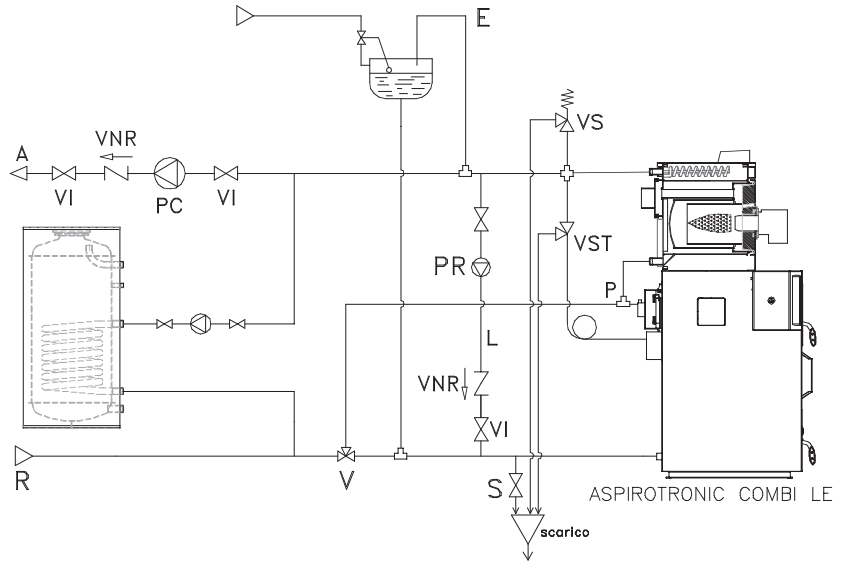 E
VNR
VS
A
VI
PC
VI
VST
PR
P
L
VNR
VI
R
V
S
ASPIROTRONIC COMBI LE
scarico